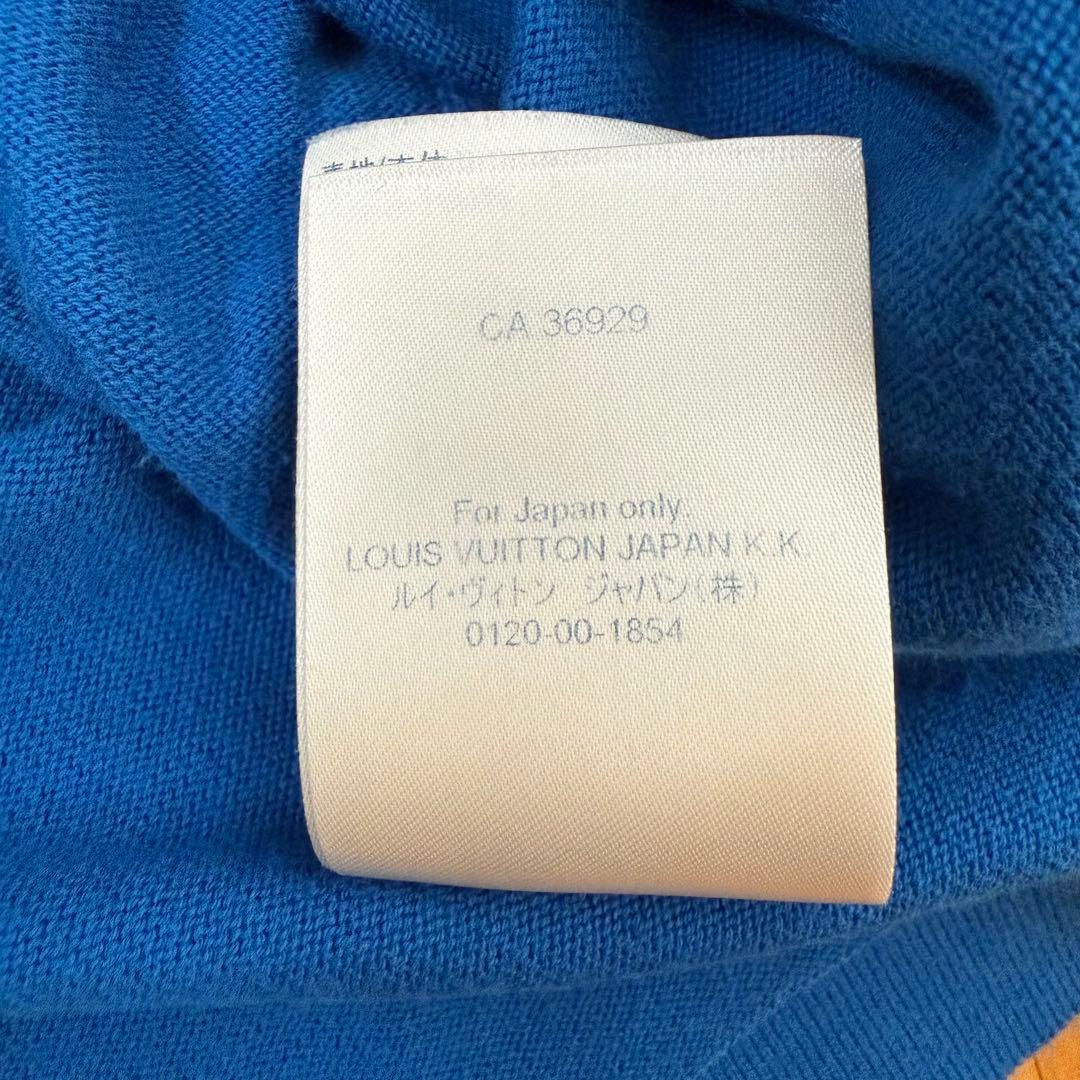 CA 36929
For Japan only.
LOUIS VUITTON JAPAN K.K.
ルイ・ヴィトン ジャパン(株)
0120-00-1854